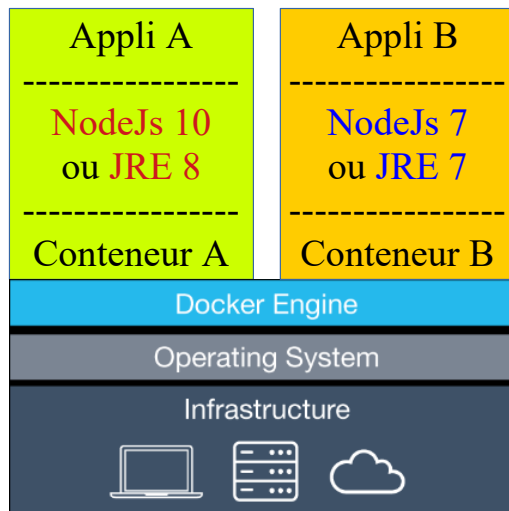 Appli A
NodeJs 10
ou JRE 8
Conteneur A
Appli B
NodeJs 7
ou JRE 7
Conteneur B
Docker Engine
Operating System
Infrastructure